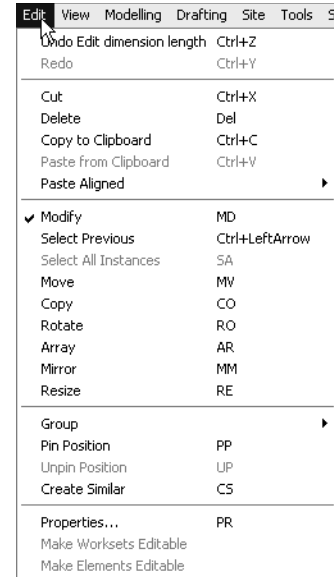 Edit View Modelling Drafting Site Tools S
Undo Edit dimension length Ctrl+Z
Redo Ctrl+Y
Cut Ctrl+X
Delete Del
Copy to Clipboard Ctrl+C
Paste from Clipboard Ctrl+V
Paste Aligned
Modify MD
Select Previous Ctrl+LeftArrow
Select All Instances SA
Move MV
Copy CO
Rotate RO
Array AR
Mirror MM
Resize RE
Group
Pin Position PP
Unpin Position UP
Create Similar CS
Properties... PR
Make Worksets Editable
Make Elements Editable